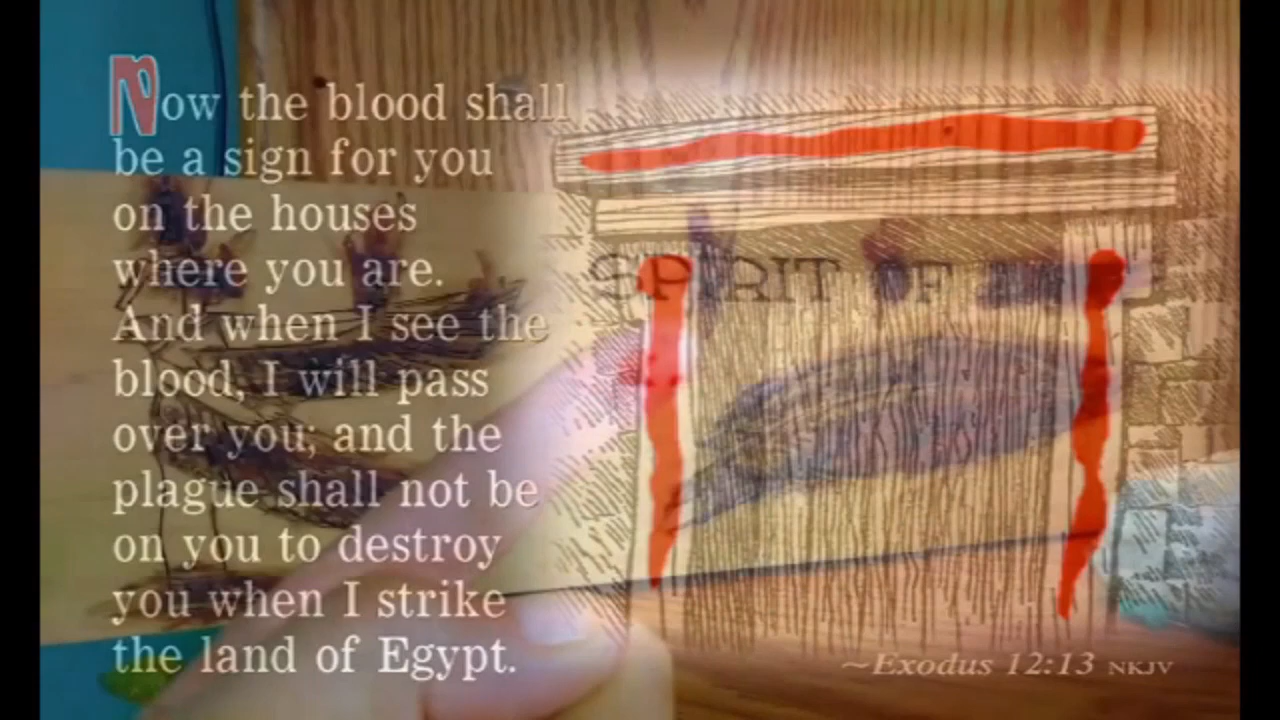 Now the blood shall
be a sign for you
on the houses
where you are.
And when I see the
blood, I will pass
over you; and the
plague shall not be
on you to destroy
you when I strike
the land of Egypt.
SPIRIT OF
~Exodus 12:13 NKJV